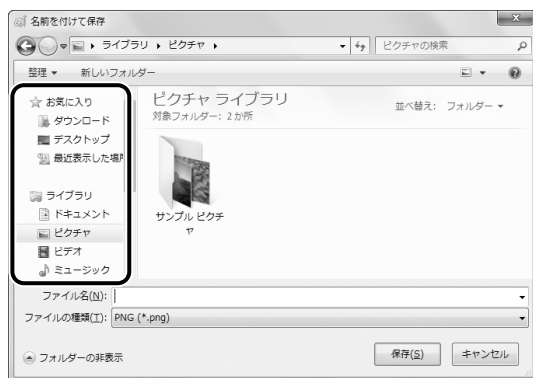 名前を付けて保存
ライブラリ ▸ ピクチャ ▸
ピクチャの検索
整理 新しいフォルダー
お気に入り
ダウンロード
デスクトップ
最近表示した場所
ライブラリ
ドキュメント
ピクチャ
ビデオ
ミュージック
ピクチャ ライブラリ
対象フォルダー: 2か所
並べ替え: フォルダー
サンプル ピクチ
ャ
ファイル名(N):
ファイルの種類(T): PNG (*.png)
フォルダーの非表示
保存(S) キャンセル